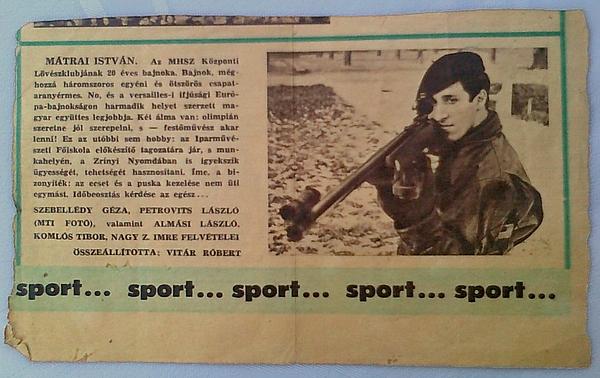 MÁTRAI ISTVÁN. Az MHSZ Központi
Lövészklubjának 20 éves bajnoka. Bajnok, még-
hozzá háromszoros egyéni és ötszörös csapat-
aranyérmes. No, és a versailles-i ifjúsági Euró-
pa-bajnokságon harmadik helyet szerzett ma-
gyar együttes legjobbja. Két álma van: olimpián
szeretne jól szerepelni, s — festőművész akar
lenni! Ez az utóbbi sem hobby: az Iparművé-
szeti Főiskola előkészítő tagozatára jár, s mun-
kahelyén, a Zrínyi Nyomdában is igyekszik
ügyességét, tehetségét hasznosítani. Íme, a bi-
zonyíték: az ecset és a puska kezelése nem üti
egymást. Időbeosztás kérdése az egész...
SZEBELLÉDY GÉZA, PETROVITS LÁSZLÓ
(MTI FOTÓ), valamint ALMÁSI LÁSZLÓ,
KOMLÓS TIBOR, NAGY Z. IMRE FELVÉTELEI
ÖSSZEÁLLÍTOTTA: VITÁR RÓBERT
sport... sport... sport... sport... sport...